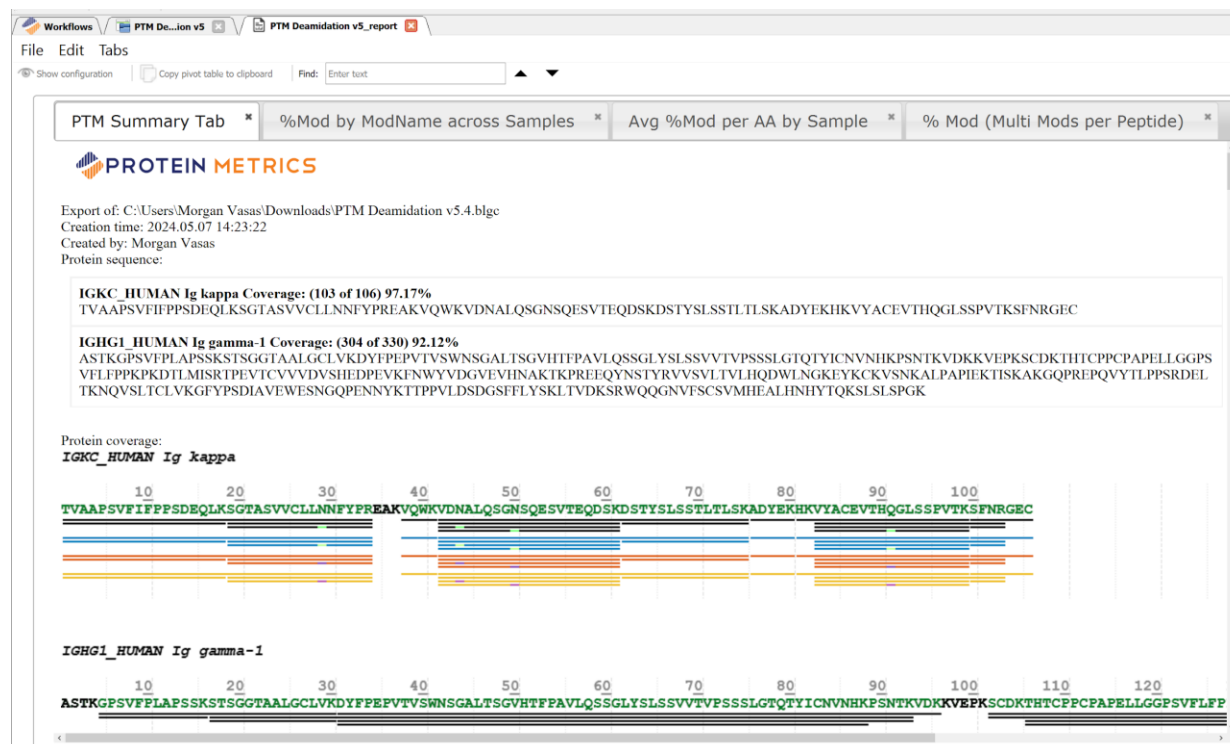 Workflows
PTM De...ion v5
PTM Deamidation v5_report
File Edit Tabs
Show configuration
Copy pivot table to clipboard
Find:
Enter text
PTM Summary Tab
%Mod by ModName across Samples
Avg %Mod per AA by Sample
% Mod (Multi Mods per Peptide)
PROTEIN METRICS
Export of: C:\Users\Morgan Vasas\Downloads\PTM Deamidation v5.4.blgc
Creation time: 2024.05.07 14:23:22
Created by: Morgan Vasas
Protein sequence:
IGKC_HUMAN Ig kappa Coverage: (103 of 106) 97.17%
TVAAPSVFIFPPSDEQLKSGTASVVCLLNNFYPREAKVQWKVDNALQSGNSQESVTEQDSKDSTYSLSSTLTLSKADYEKHKVYACEVTHQGLSSPVTKSFNRGEC
IGHG1_HUMAN Ig gamma-1 Coverage: (304 of 330) 92.12%
ASTKGPSVFPLAPSSKSTSGGTAALGCLVKDYFPEPVTVSWNSGALTSGVHTFPAVLQSSGLYSLSSVVTVPSSSLGTQTYICNVNHKPSNTKVDKKVEPKSCDKTHTCPPCPAPELLGGPS
VFLFPPKPKDTLMISRTPEVTCVVVDVSHEDPEVKFNWYVDGVEVHNAKTKPREEQYNSTYRVVSVLTVLHQDWLNGKEYKCKVSNKALPAPIEKTISKAKGQPREPQVYTLPPSRDEL
TKNQVSLTCLVKGFYPSDIAVEWESNGQPENNYKTTPPVLDSDGSFFLYSKLTVDKSRWQQGNVFSCSVMHEALHNHYTQKSLSLSPGK
Protein coverage:
IGKC_HUMAN Ig kappa
10 20 30 40 50 60 70 80 90 100
TVAAPSVFIFPPSDEQLKSGTASVVCLLNNFYPREAKVQWKVDNALQSGNSQESVTEQDSKDSTYSLSSTLTLSKADYEKHKVYACEVTHQGLSSPVTKSFNRGEC
IGHG1_HUMAN Ig gamma-1
10 20 30 40 50 60 70 80 90 100 110 120
ASTKGPSVFPLAPSSKSTSGGTAALGCLVKDYFPEPVTVSWNSGALTSGVHTFPAVLQSSGLYSLSSVVTVPSSSLGTQTYICNVNHKPSNTKVDKKVEPKSCDKTHTCPPCPAPELLGGPSVFLFP